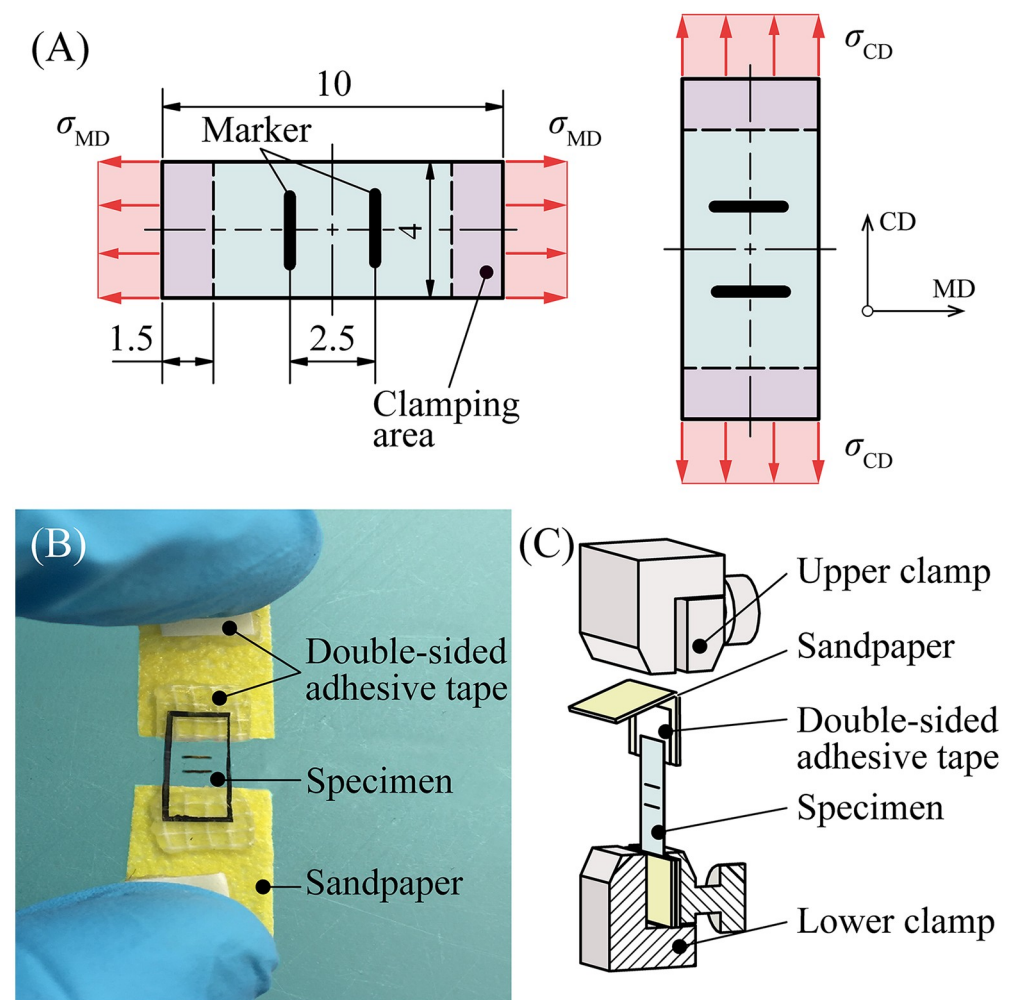 (A)
10
σMD
Marker
σMD
4
1.5
2.5
Clamping
area
σCD
CD
MD
σCD
(B)
Double-sided
adhesive tape
Specimen
Sandpaper
(C)
Upper clamp
Sandpaper
Double-sided
adhesive tape
Specimen
Lower clamp